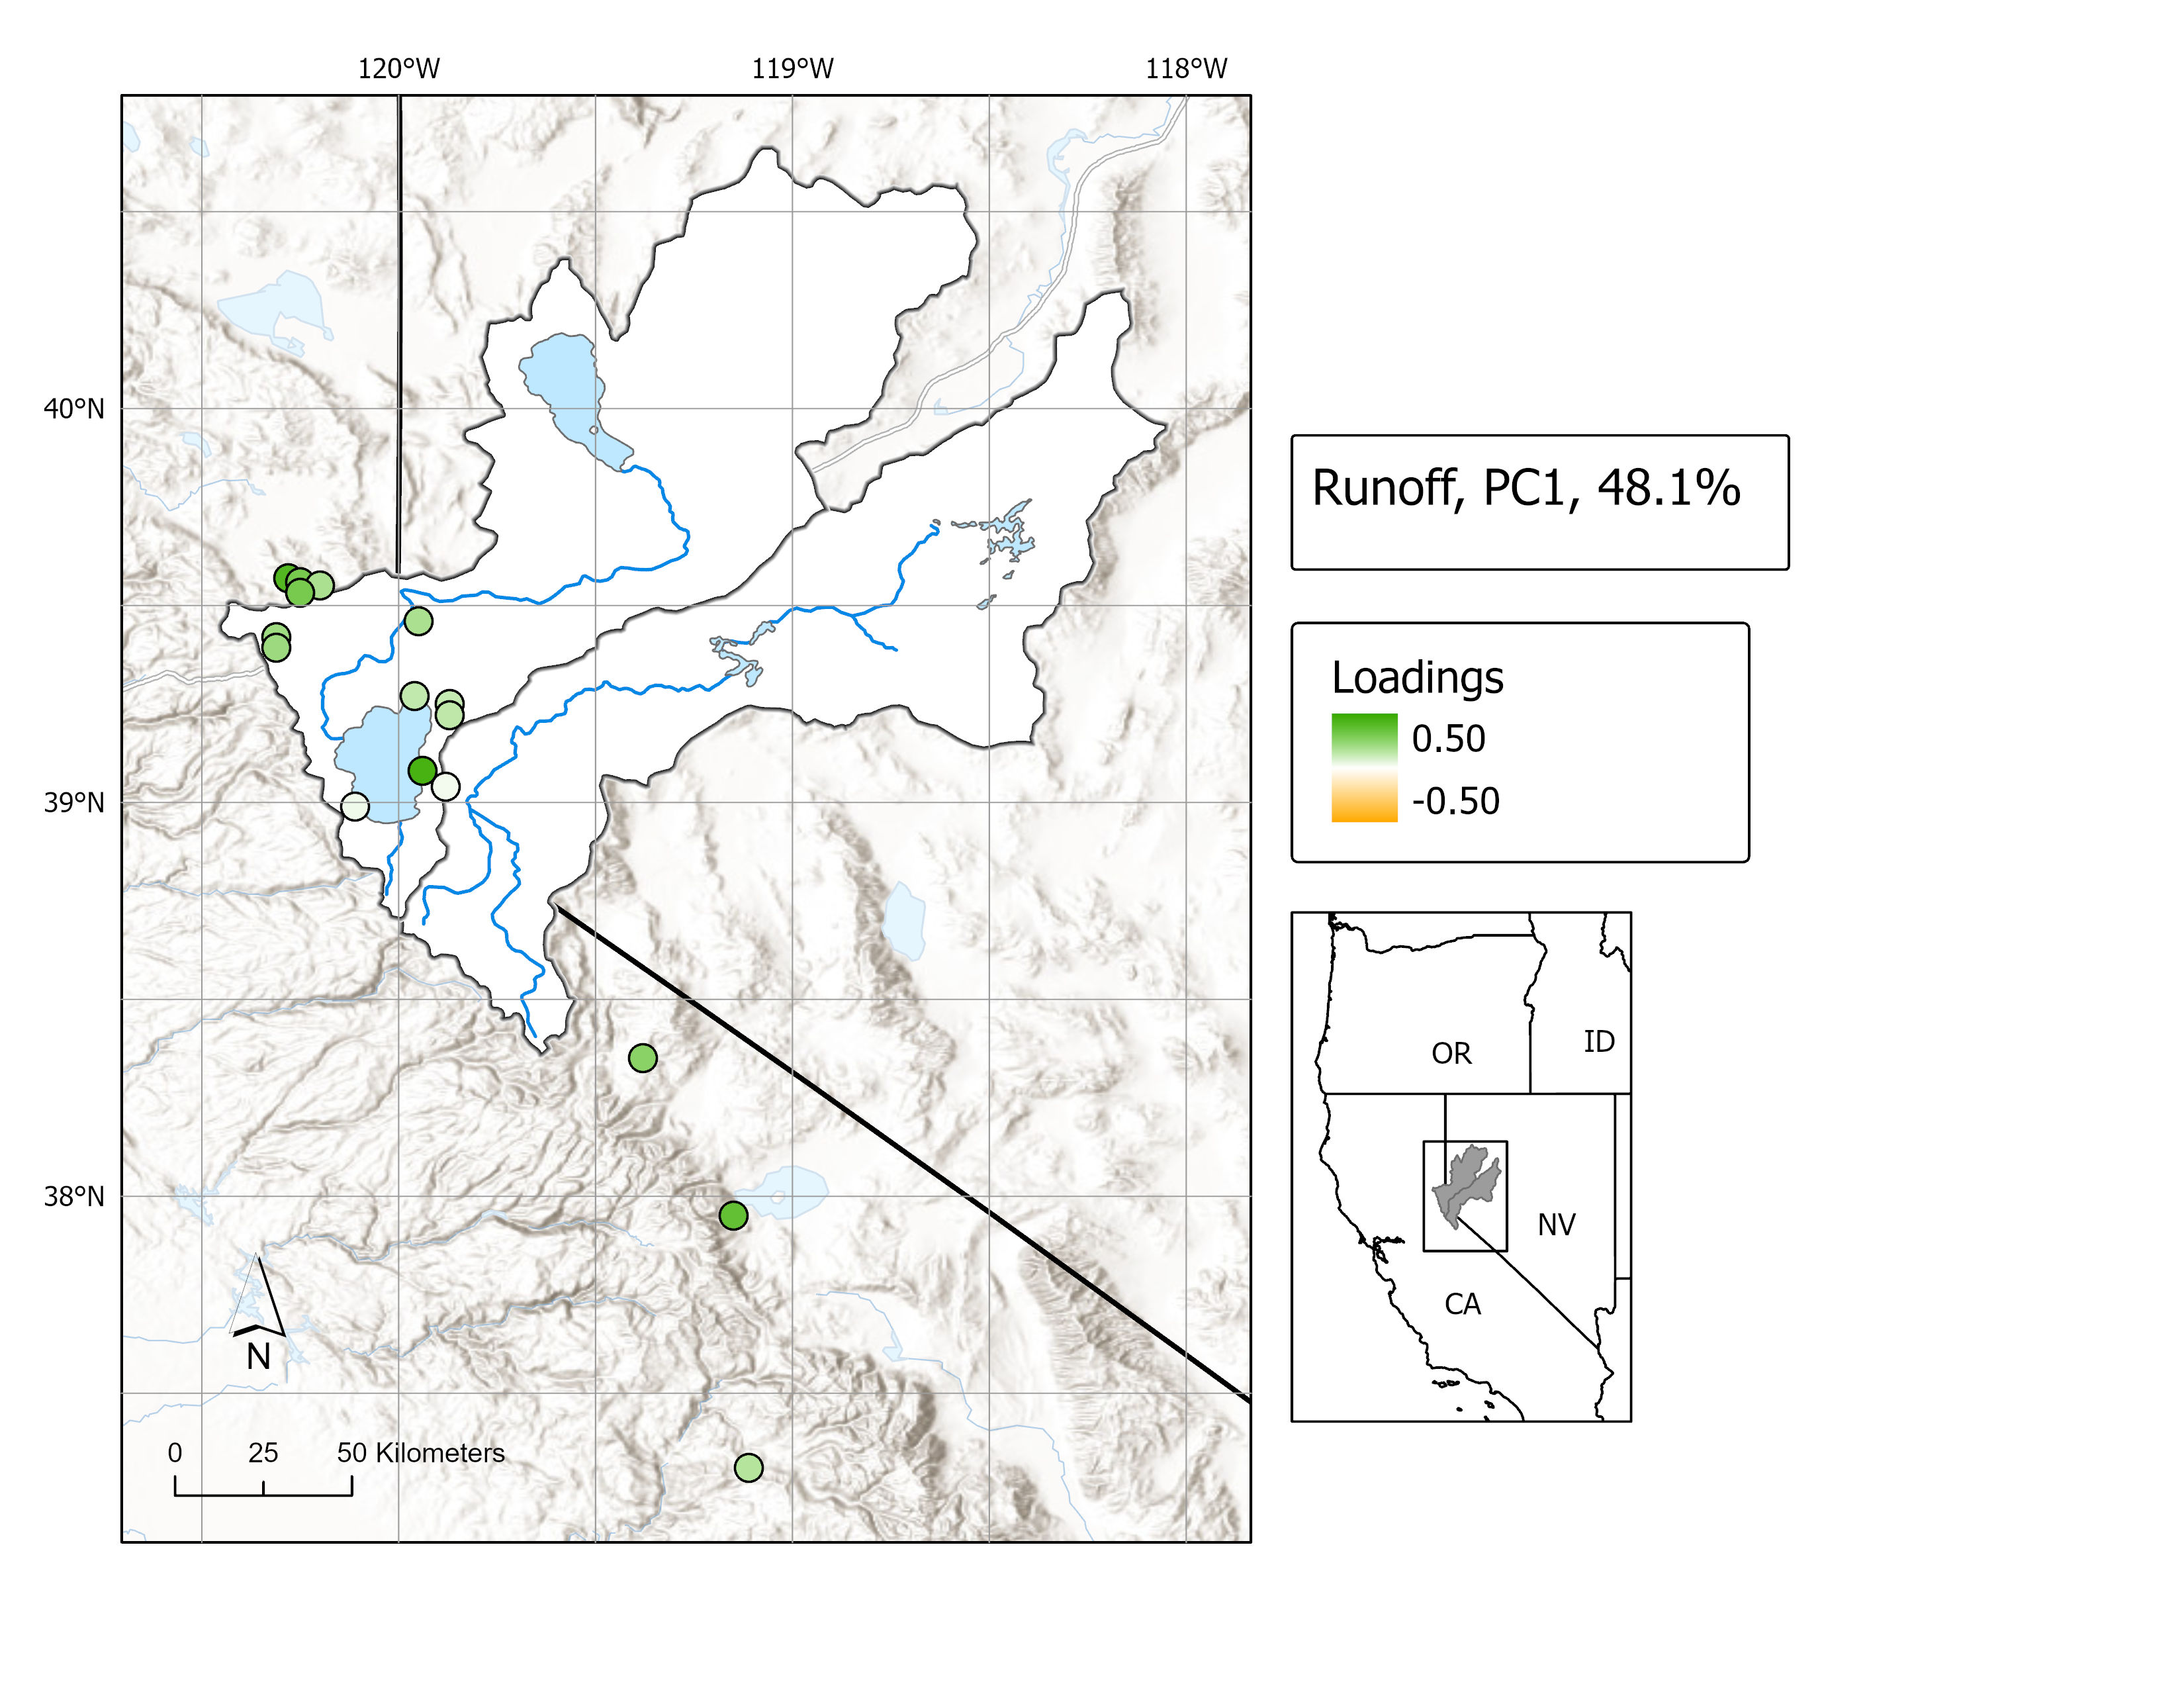 120°W
119°W
118°W
40°N
39°N
38°N
N
0 25 50 Kilometers
Runoff, PC1, 48.1%
Loadings
0.50
-0.50
OR
ID
NV
CA